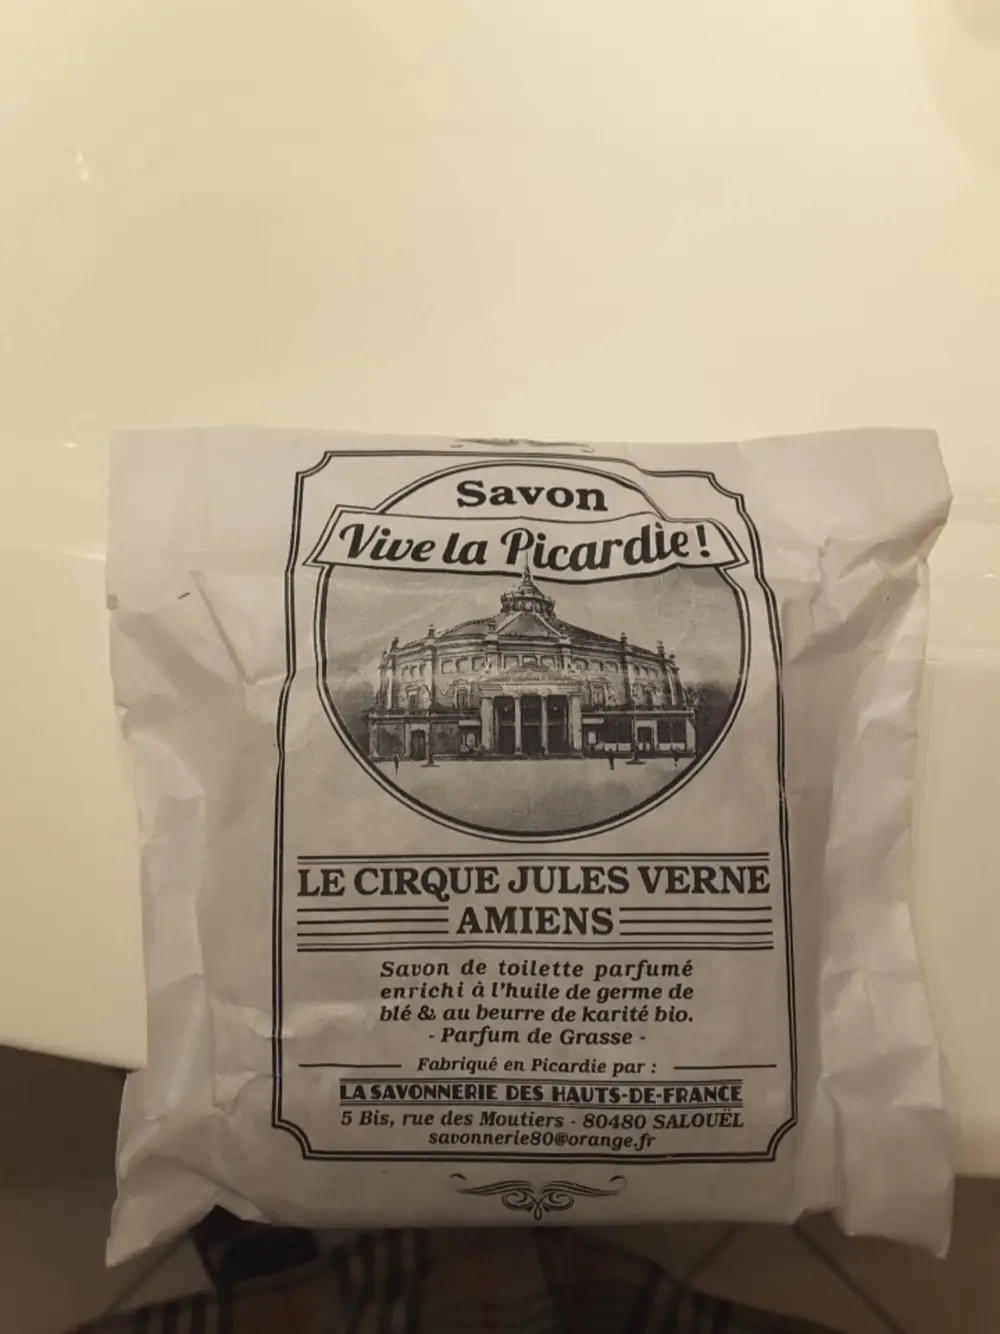 Savon
Vive la Picardie !
LE CIRQUE JULES VERNE
AMIENS
Savon de toilette parfumé
enrichi à l'huile de germe de
blé & au beurre de karité bio.
- Parfum de Grasse -
Fabriqué en Picardie par :
LA SAVONNERIE DES HAUTS-DE-FRANCE
5 Bis, rue des Moutiers - 80480 SALOUËL
savonnerie80@orange.fr